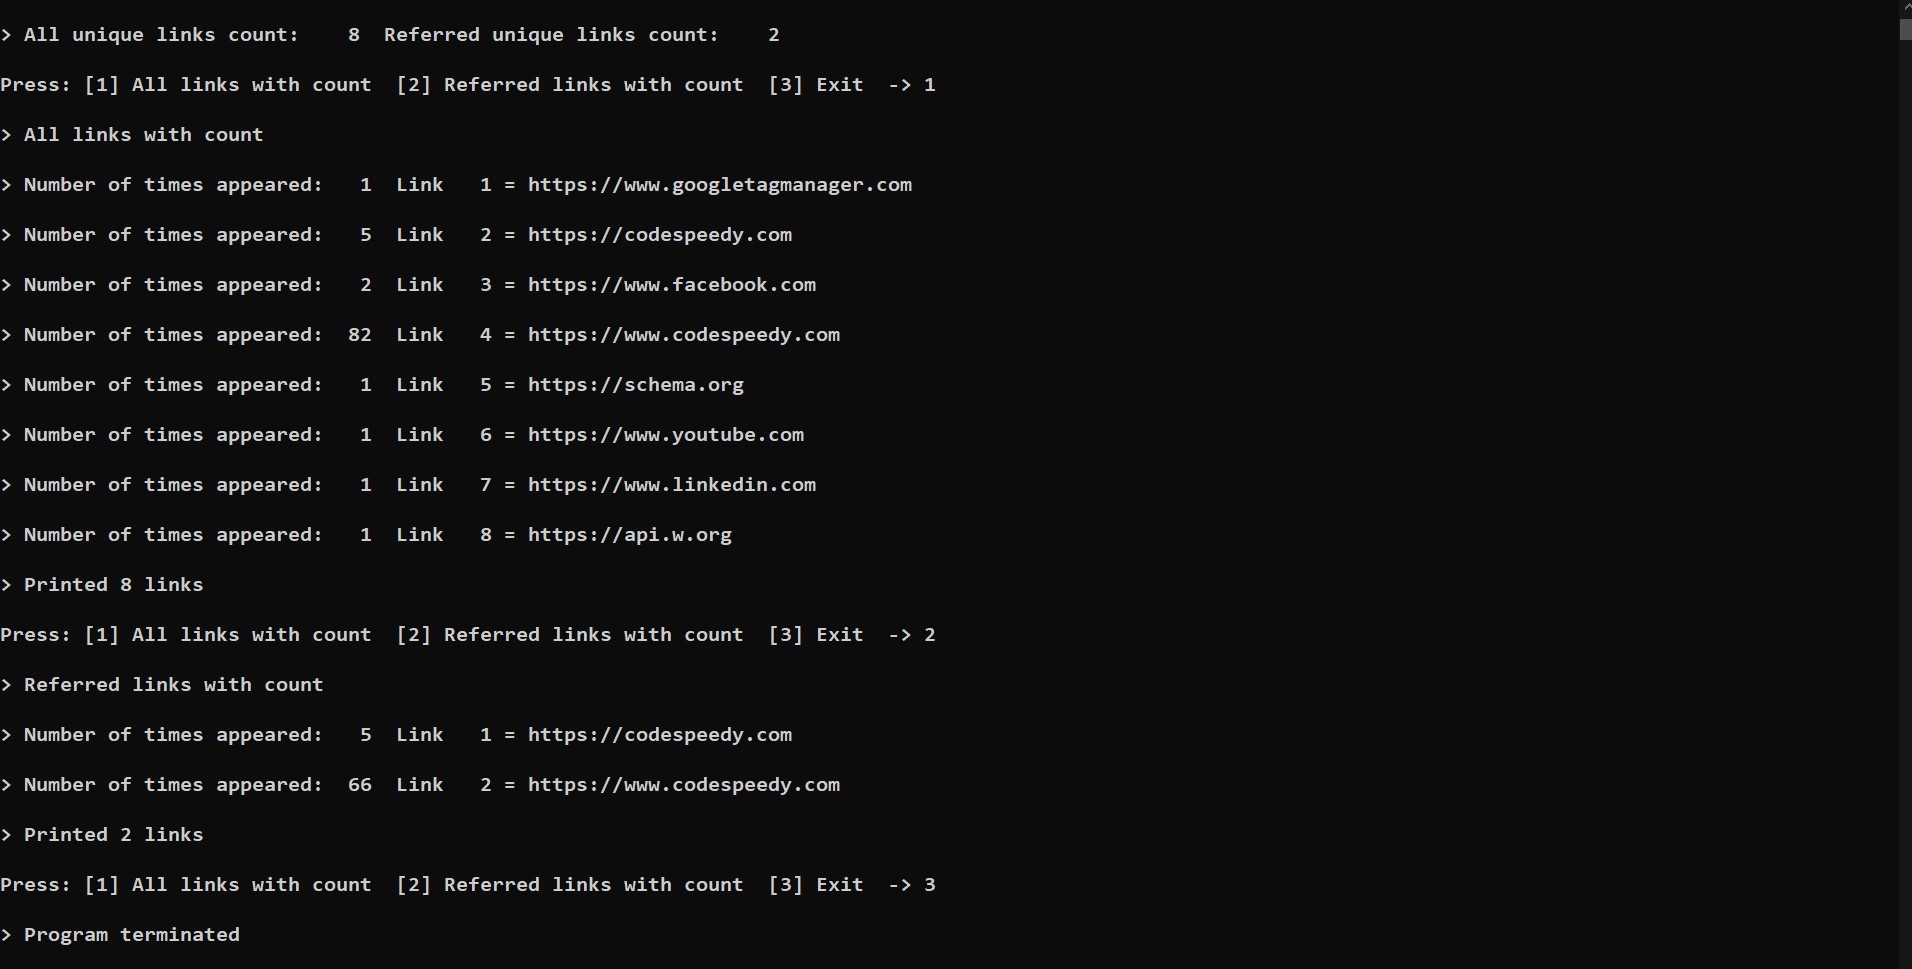 > All unique links count:    8  Referred unique links count:    2
Press: [1] All links with count  [2] Referred links with count  [3] Exit  -> 1
> All links with count
> Number of times appeared:   1  Link   1 = https://www.googletagmanager.com
> Number of times appeared:   5  Link   2 = https://codespeedy.com
> Number of times appeared:   2  Link   3 = https://www.facebook.com
> Number of times appeared:  82  Link   4 = https://www.codespeedy.com
> Number of times appeared:   1  Link   5 = https://schema.org
> Number of times appeared:   1  Link   6 = https://www.youtube.com
> Number of times appeared:   1  Link   7 = https://www.linkedin.com
> Number of times appeared:   1  Link   8 = https://api.w.org
> Printed 8 links
Press: [1] All links with count  [2] Referred links with count  [3] Exit  -> 2
> Referred links with count
> Number of times appeared:   5  Link   1 = https://codespeedy.com
> Number of times appeared:  66  Link   2 = https://www.codespeedy.com
> Printed 2 links
Press: [1] All links with count  [2] Referred links with count  [3] Exit  -> 3
> Program terminated